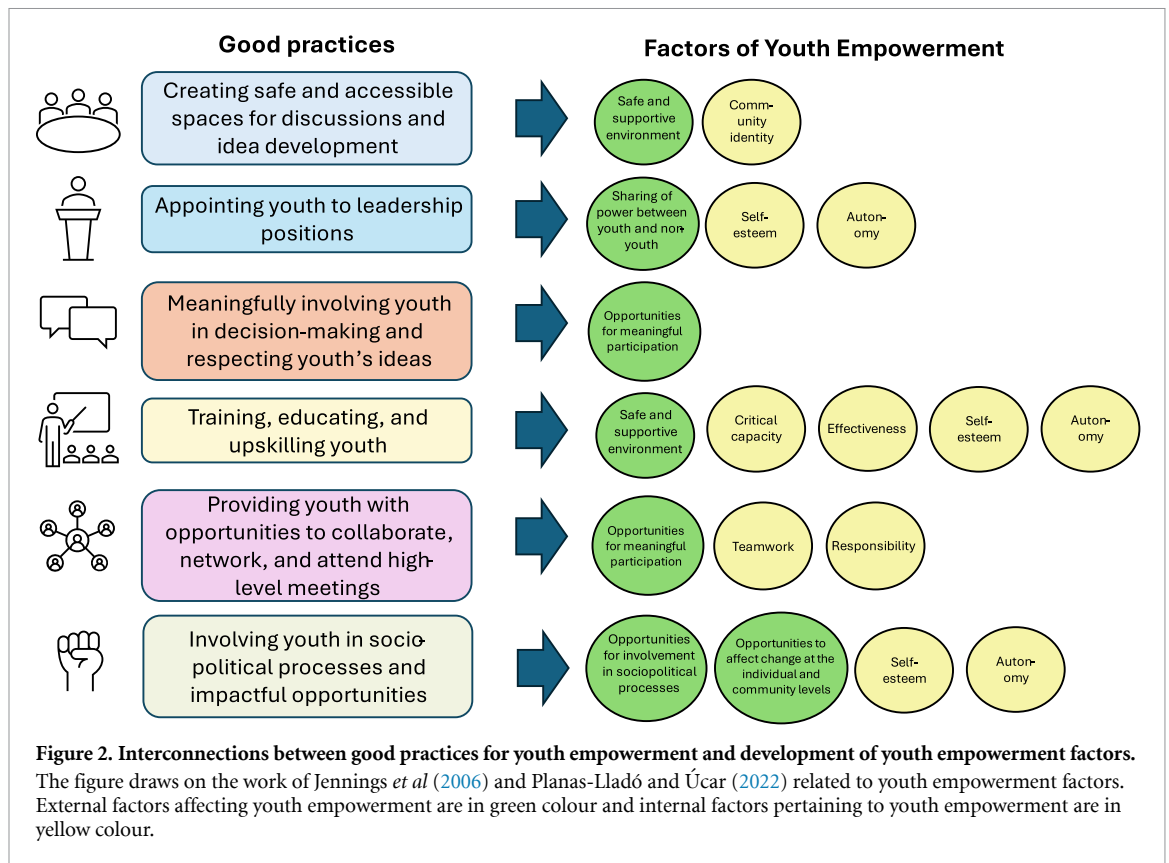 Good practices
Factors of Youth Empowerment
Creating safe and accessible
spaces for discussions and
idea development
Safe and
supportive
environment
Comm-
unity
identity
Appointing youth to leadership
positions
Sharing of
power between
youth and non-
youth
Self-
esteem
Auton-
omy
Meaningfully involving youth
in decision-making and
respecting youth's ideas
Opportunities
for meaningful
participation
Training, educating, and
upskilling youth
Safe and
supportive
environment
Critical
capacity
Effectiveness
Self-
esteem
Auton-
omy
Providing youth with
opportunities to collaborate,
network, and attend high-
level meetings
Opportunities
for meaningful
participation
Teamwork
Responsibility
Involving youth in socio-
political processes and
impactful opportunities
Opportunities
for involvement
in sociopolitical
processes
Opportunities to
affect change at the
individual and
community levels
Self-
esteem
Auton-
omy
Figure 2. Interconnections between good practices for youth empowerment and development of youth empowerment factors.
The figure draws on the work of Jennings et al (2006) and Planas-Lladó and Úcar (2022) related to youth empowerment factors.
External factors affecting youth empowerment are in green colour and internal factors pertaining to youth empowerment are in
yellow colour.